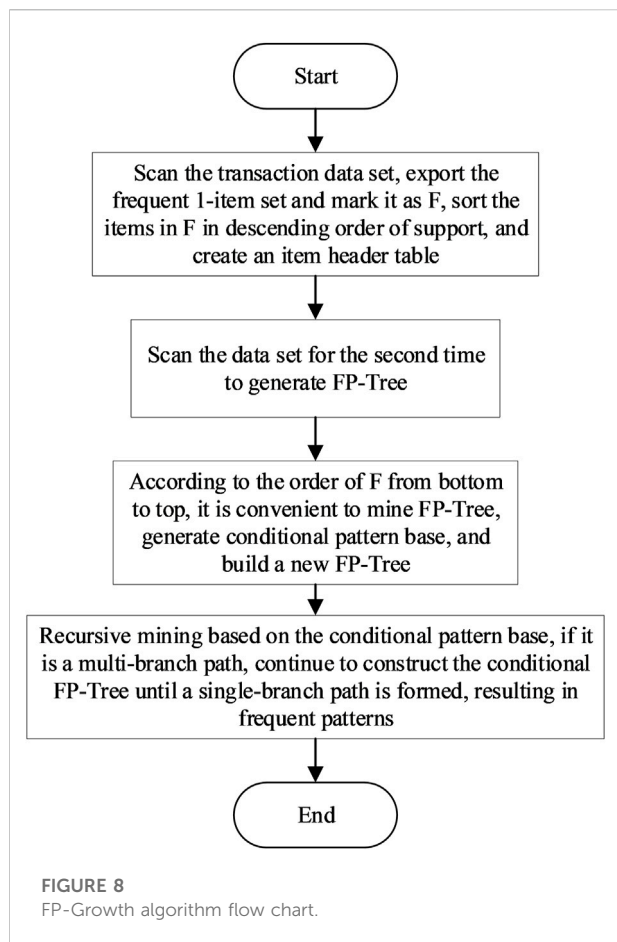 Start
Scan the transaction data set, export the
frequent 1-item set and mark it as F, sort the
items in F in descending order of support, and
create an item header table
Scan the data set for the second time
to generate FP-Tree
According to the order of F from bottom
to top, it is convenient to mine FP-Tree,
generate conditional pattern base, and
build a new FP-Tree
Recursive mining based on the conditional pattern base, if it
is a multi-branch path, continue to construct the conditional
FP-Tree until a single-branch path is formed, resulting in
frequent patterns
End
FIGURE 8
FP-Growth algorithm flow chart.